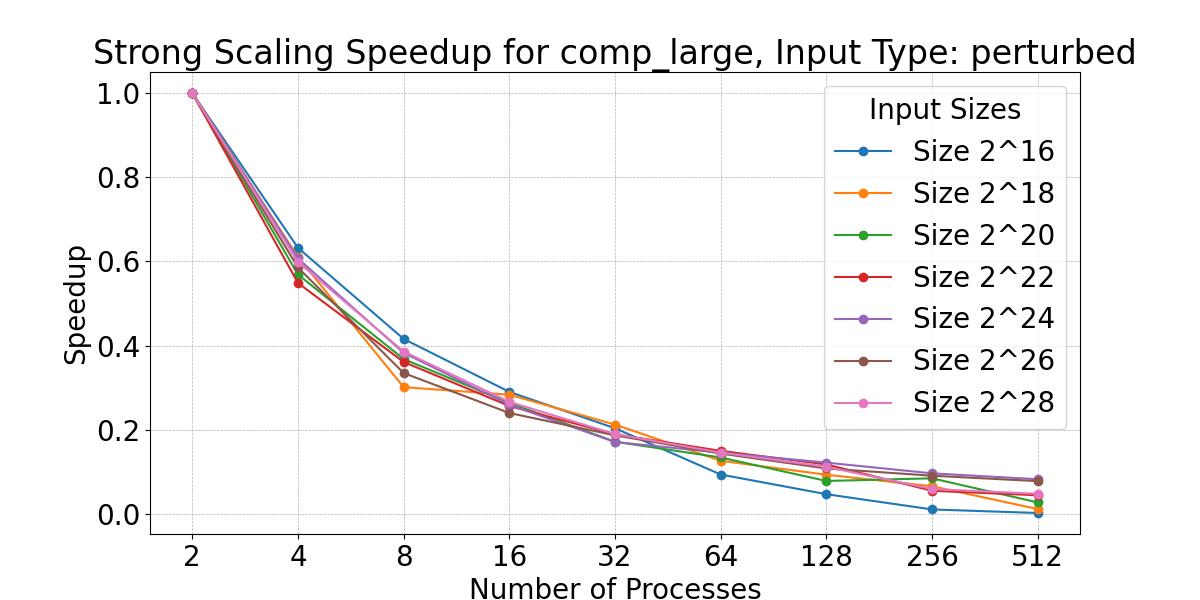 Strong Scaling Speedup for comp_large, Input Type: perturbed
Speedup
1.0
0.8
0.6
0.4
0.2
0.0
Input Sizes
Size 2^16
Size 2^18
Size 2^20
Size 2^22
Size 2^24
Size 2^26
Size 2^28
2 4 8 16 32 64 128 256 512
Number of Processes